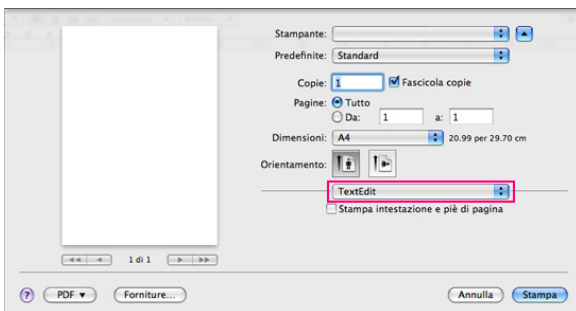 Stampante:
Predefinite: Standard
Copie: 1 Fascicola copie
Pagine: Tutto
Da: 1 a: 1
Dimensioni: A4 20.99 per 29.70 cm
Orientamento:
TextEdit
Stampa intestazione e piè di pagina
1 di 1
? PDF Forniture... Annulla Stampa